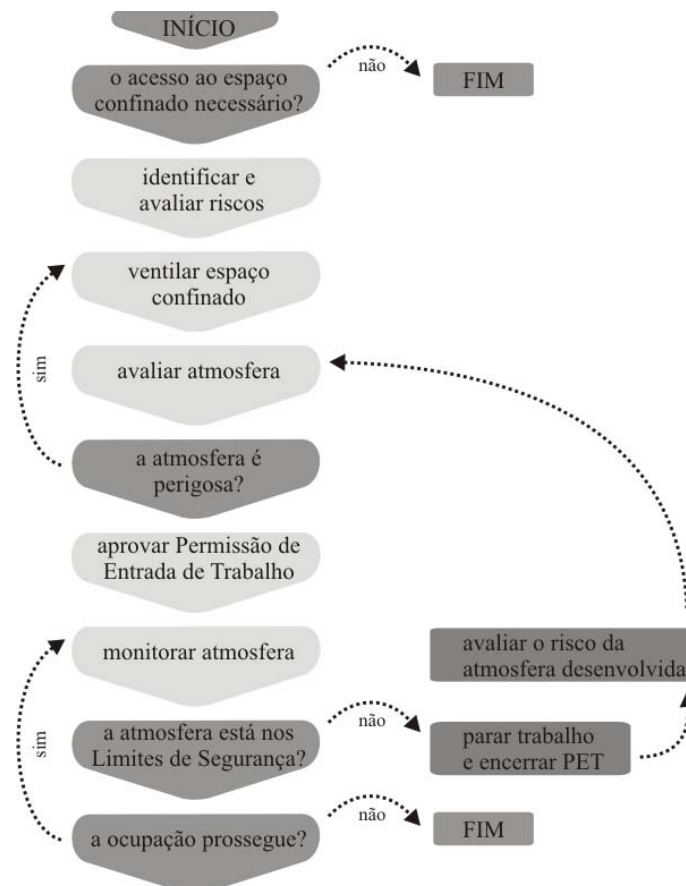 INÍCIO
o acesso ao espaço
confinado necessário?
não
FIM
identificar e
avaliar riscos
ventilar espaço
confinado
sim
avaliar atmosfera
a atmosfera é
perigosa?
aprovar Permissão de
Entrada de Trabalho
monitorar atmosfera
avaliar o risco da
atmosfera desenvolvida
sim
a atmosfera está nos
Limites de Segurança?
não
parar trabalho
e encerrar PET
a ocupação prossegue?
não
FIM